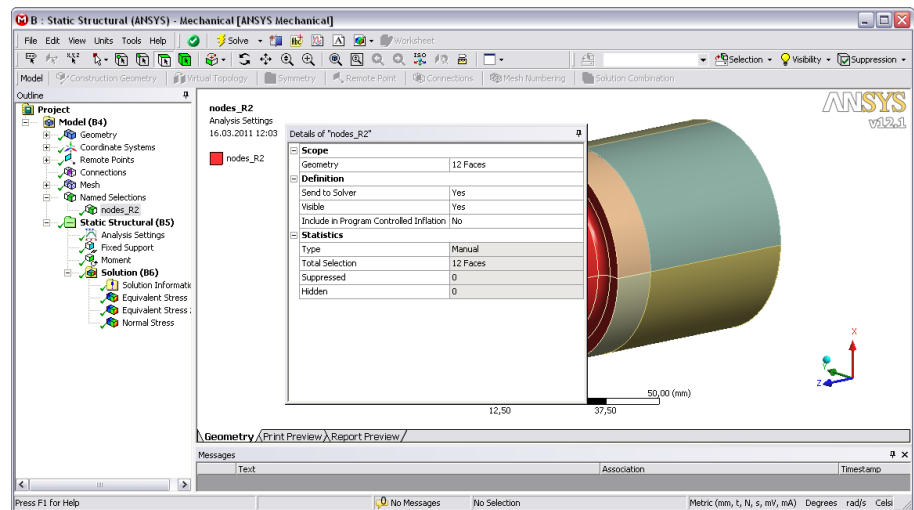 B : Static Structural (ANSYS) - Mechanical [ANSYS Mechanical]
File Edit View Units Tools Help Solve Worksheet
Selection Visibility Suppression
Model Construction Geometry Virtual Topology Symmetry Remote Point Connections Mesh Numbering Solution Combination
Outline
Project
Model (B4)
Geometry
Coordinate Systems
Remote Points
Connections
Mesh
Named Selections
nodes_R2
Static Structural (B5)
Analysis Settings
Fixed Support
Moment
Solution (B6)
Solution Informatic
Equivalent Stress
Equivalent Stress :
Normal Stress
nodes_R2
Analysis Settings
16.03.2011 12:03
nodes_R2
Details of "nodes_R2"
Scope
Geometry 12 Faces
Definition
Send to Solver Yes
Visible Yes
Include in Program Controlled Inflation No
Statistics
Type Manual
Total Selection 12 Faces
Suppressed 0
Hidden 0
ANSYS
v12.1
X
Y
Z
50,00 (mm)
12,50 37,50
Geometry Print Preview Report Preview
Messages
Text Association Timestamp
Press F1 for Help No Messages No Selection Metric (mm, t, N, s, mV, mA) Degrees rad/s Celsi